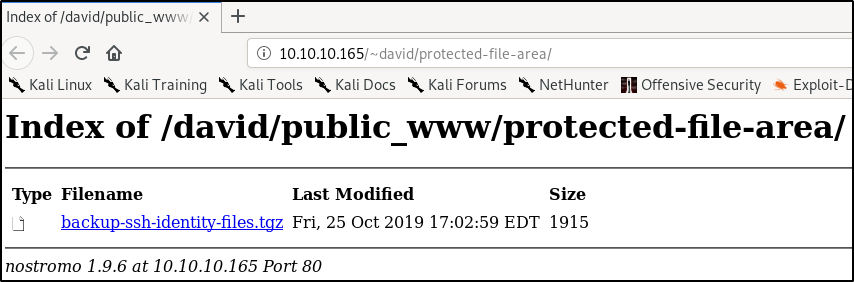 Index of /david/public_www/
10.10.10.165/~david/protected-file-area/
Kali Linux Kali Training Kali Tools Kali Docs Kali Forums NetHunter Offensive Security Exploit-D
Index of /david/public_www/protected-file-area/
Type Filename Last Modified Size
backup-ssh-identity-files.tgz Fri, 25 Oct 2019 17:02:59 EDT 1915
nostromo 1.9.6 at 10.10.10.165 Port 80